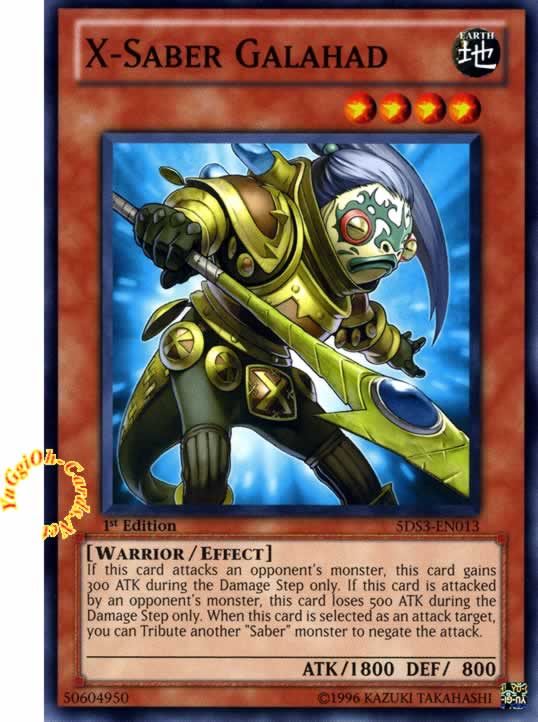 X-Saber Galahad
EARTH
地
YuGgiOh-Cards.Net
1st Edition
5DS3-EN013
[Warrior / Effect]
If this card attacks an opponent's monster, this card gains
300 ATK during the Damage Step only. If this card is attacked
by an opponent's monster, this card loses 500 ATK during the
Damage Step only. When this card is selected as an attack target,
you can Tribute another "Saber" monster to negate the attack.
ATK/1800 DEF/ 800
50604950
©1996 KAZUKI TAKAHASHI